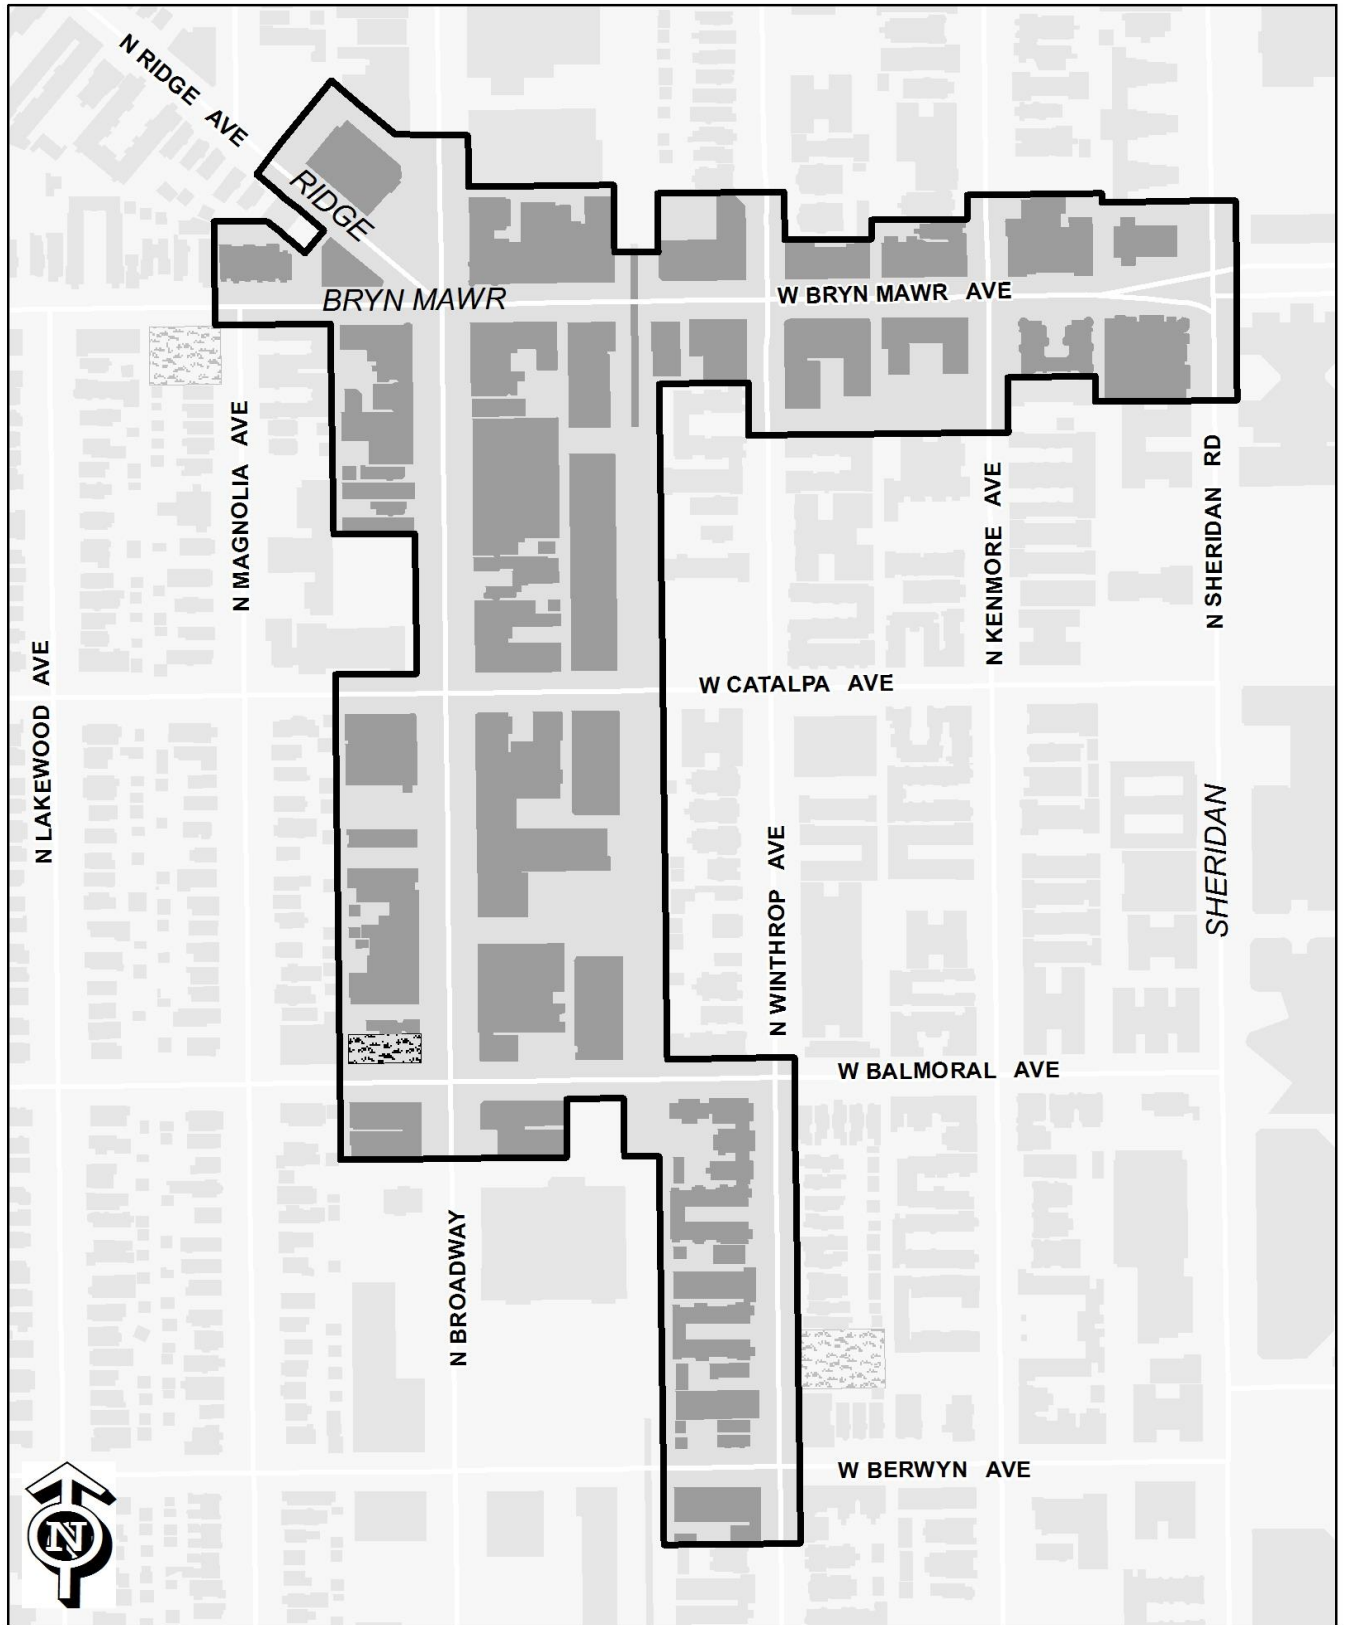 N RIDGE AVE
RIDGE
BRYN MAWR
W BRYN MAWR AVE
N MAGNOLIA AVE
N KENMORE AVE
N SHERIDAN RD
N LAKEWOOD AVE
W CATALPA AVE
SHERIDAN
N WINTHROP AVE
W BALMORAL AVE
N BROADWAY
W BERWYN AVE
N